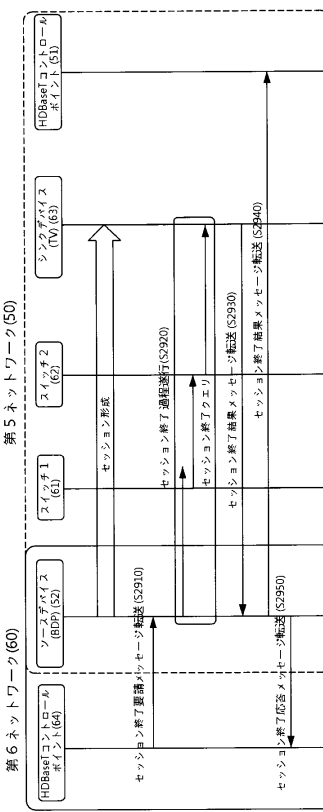 第6ネットワーク(60)
第5ネットワーク(50)
HDBaseTコントロール
ポイント(64)
ソースデバイス
(BDP)(52)
スイッチ1
(61)
スイッチ2
(62)
シンクデバイス
(TV)(63)
HDBaseTコントロール
ポイント(51)
セッション形成
セッション終了要請メッセージ転送(S2910)
セッション終了過程遂行(S2920)
セッション終了クエリ
セッション終了結果メッセージ転送(S2930)
セッション終了結果メッセージ転送(S2940)
セッション終了応答メッセージ転送(S2950)